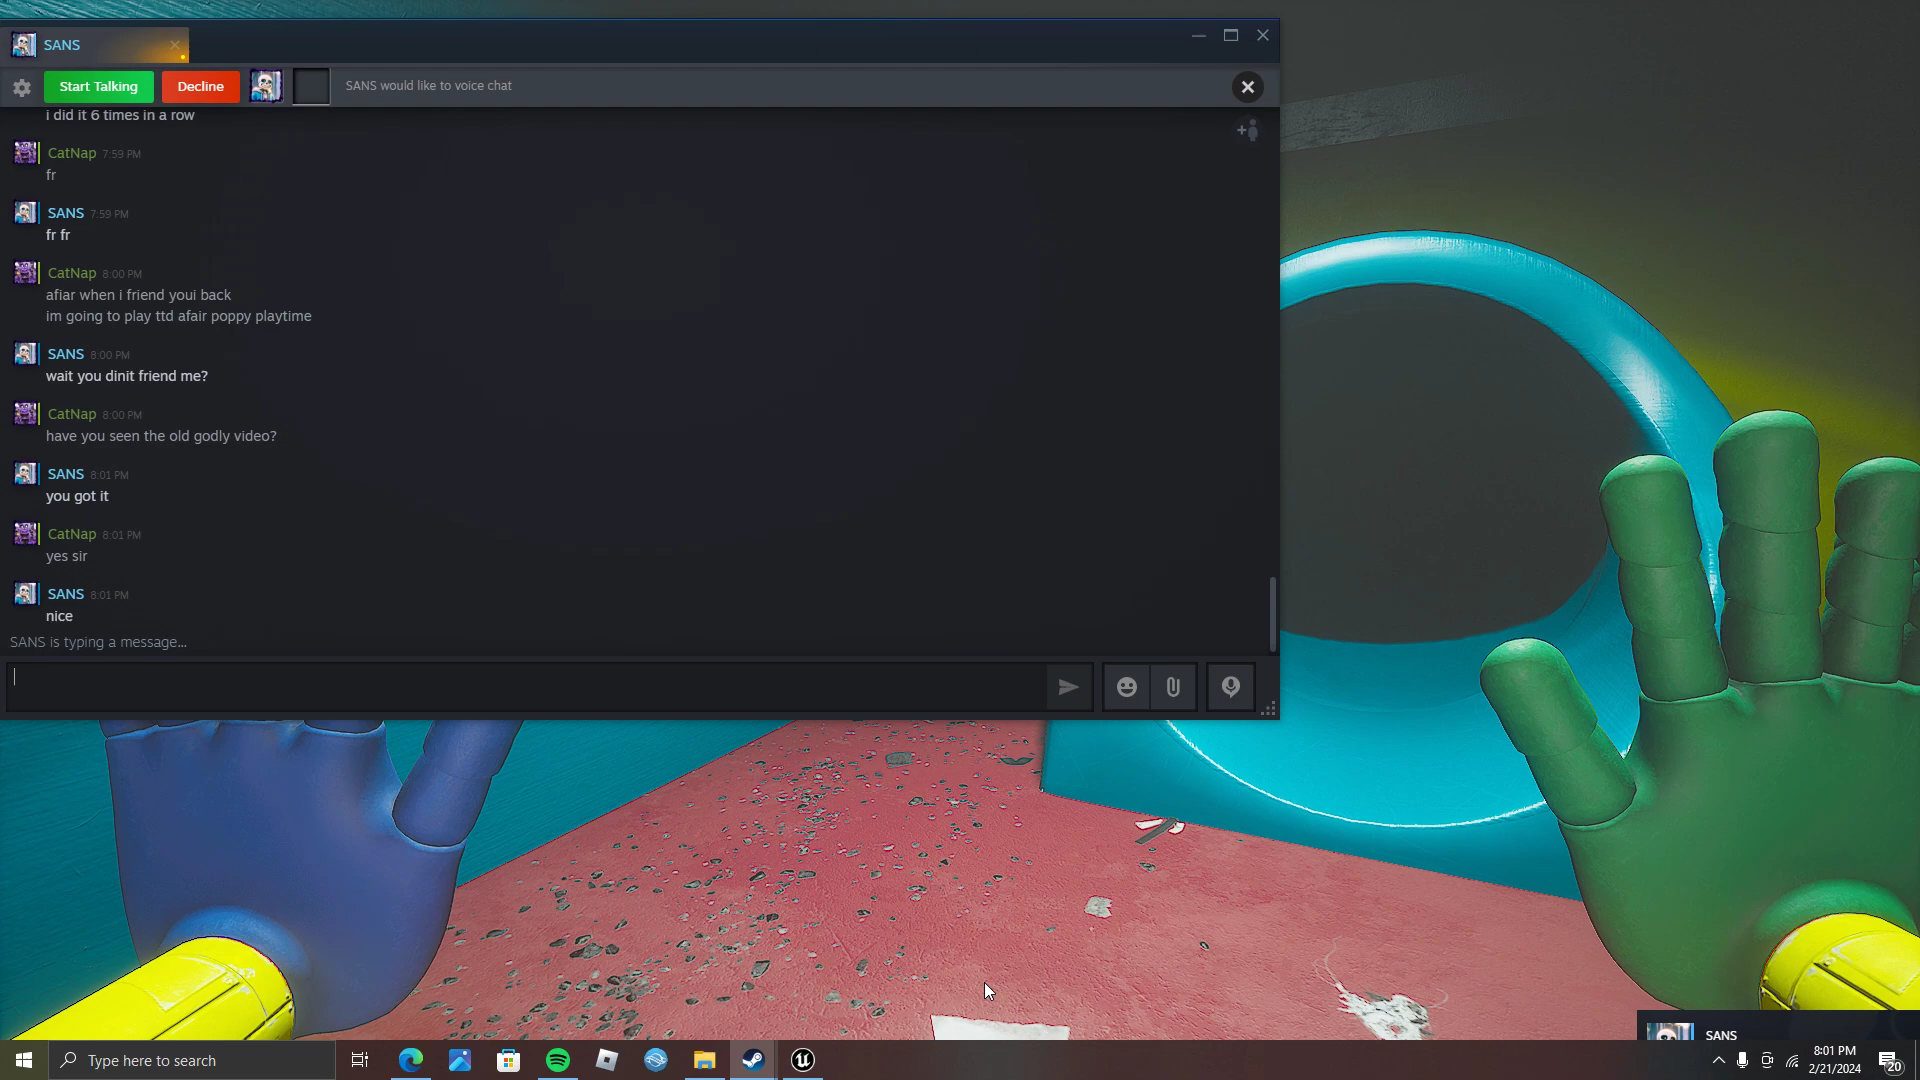 SANS
Start Talking
Decline
SANS would like to voice chat
i did it 6 times in a row
CatNap 7:59 PM
fr
SANS 7:59 PM
fr fr
CatNap 8:00 PM
afiar when i friend youi back
im going to play ttd afair poppy playtime
SANS 8:00 PM
wait you dinit friend me?
CatNap 8:00 PM
have you seen the old godly video?
SANS 8:01 PM
you got it
CatNap 8:01 PM
yes sir
SANS 8:01 PM
nice
SANS is typing a message...
SANS
Type here to search
8:01 PM
2/21/2024
20